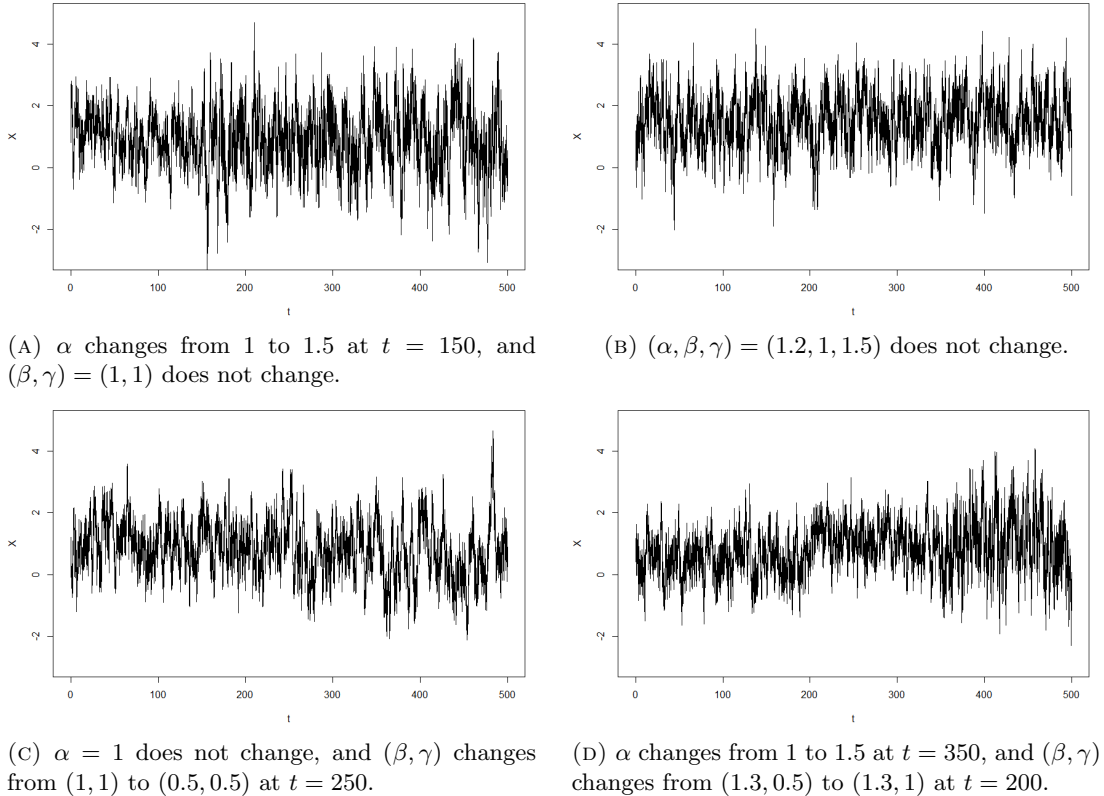 4
2
0
-2
X
0 100 200 300 400 500
t
(A) α changes from 1 to 1.5 at t = 150, and
(β, γ) = (1, 1) does not change.
4
2
0
-2
X
0 100 200 300 400 500
t
(B) (α, β, γ) = (1.2, 1, 1.5) does not change.
4
2
0
-2
X
0 100 200 300 400 500
t
(C) α = 1 does not change, and (β, γ) changes
from (1, 1) to (0.5, 0.5) at t = 250.
4
2
0
-2
X
0 100 200 300 400 500
t
(D) α changes from 1 to 1.5 at t = 350, and (β, γ)
changes from (1.3, 0.5) to (1.3, 1) at t = 200.